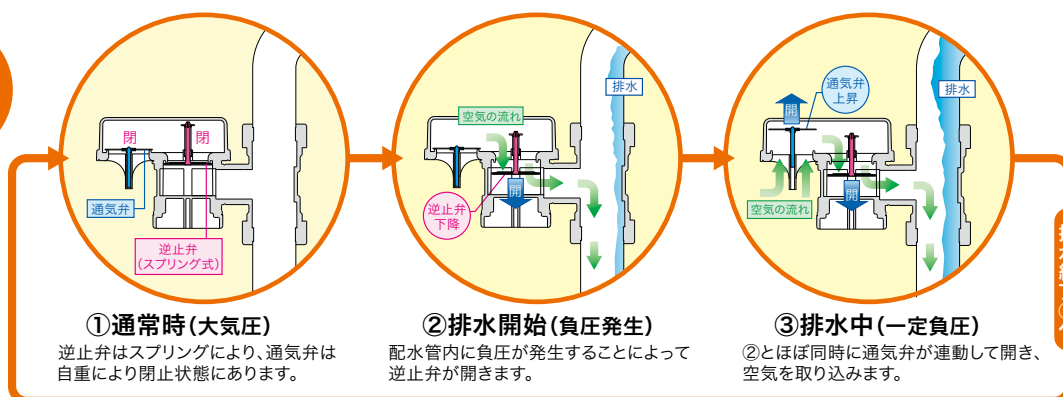 閉
閉
通気弁
逆止弁
(スプリング式)
①通常時(大気圧)
逆止弁はスプリングにより、通気弁は
自重により閉止状態にあります。
排水
空気の流れ
開
逆止弁
下降
②排水開始(負圧発生)
配水管内に負圧が発生することによって
逆止弁が開きます。
通気弁
上昇
排水
開
開
空気の流れ
③排水中(一定負圧)
②とほぼ同時に通気弁が連動して開き、
空気を取り込みます。